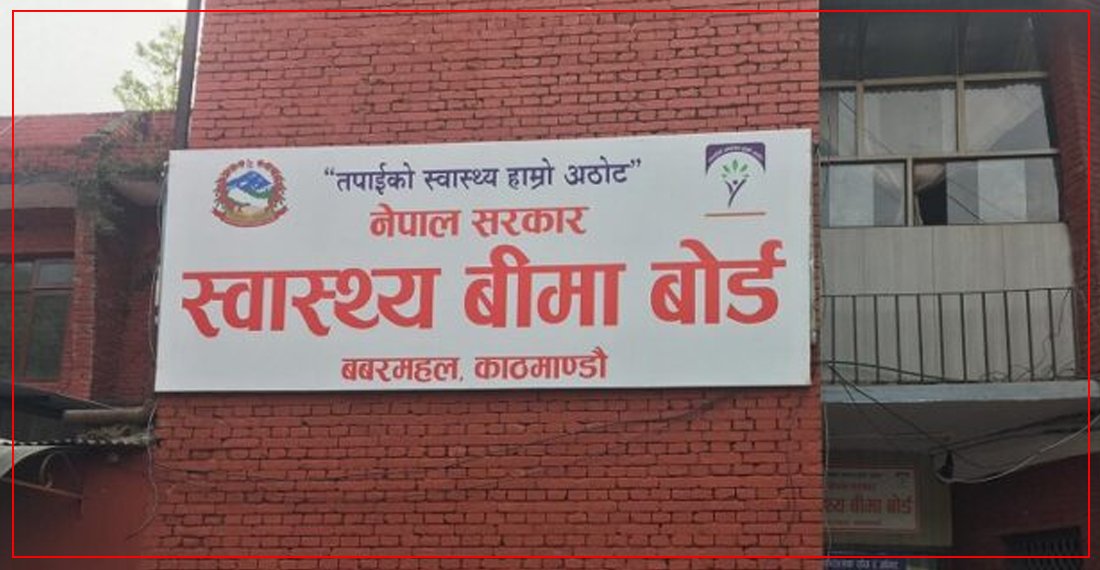 “तपाईको स्वास्थ्य हाम्रो अठोट”
नेपाल सरकार
स्वास्थ्य बीमा बोर्ड
बबरमहल, काठमाण्डौ
बीमा बोर्ड